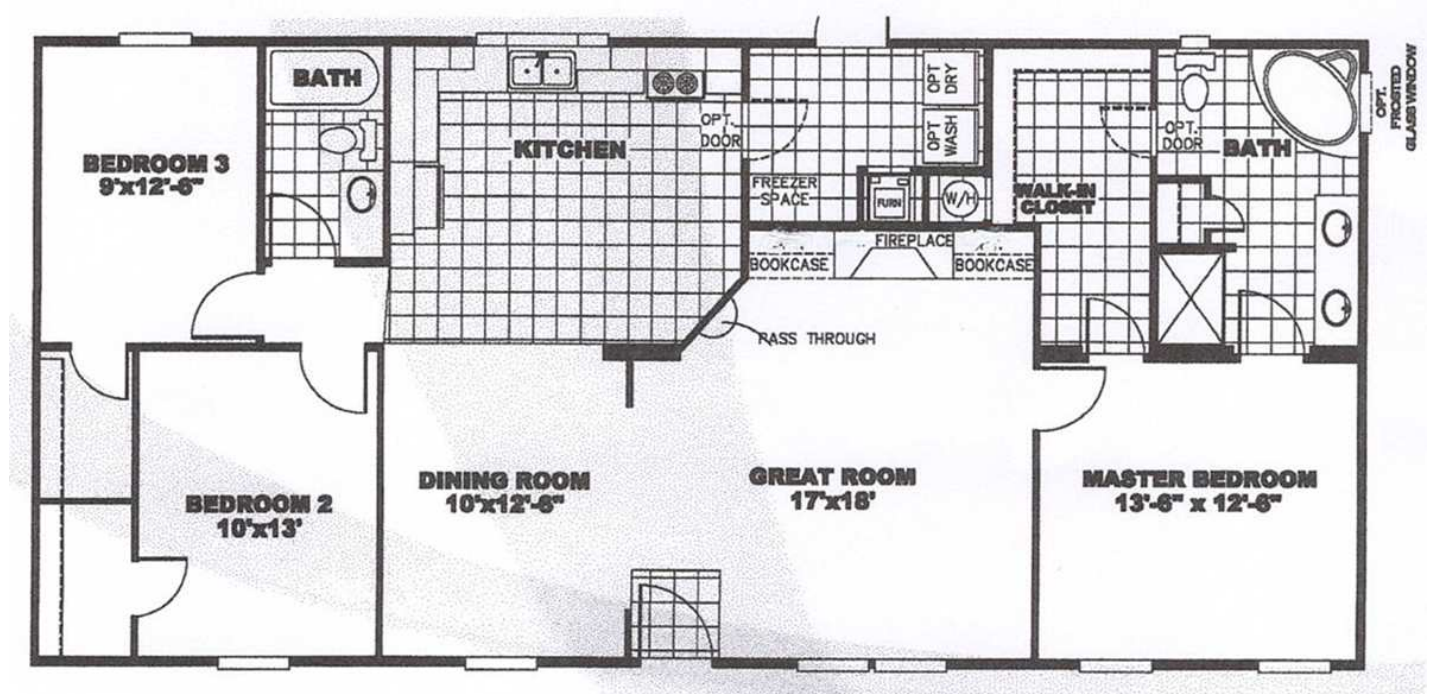 BEDROOM 3
9'x12'-6"
BATH
KITCHEN
OPT.
DOOR
OPT
DRY
OPT
WASH
FREEZER
SPACE
FURN
W/H
WALK-IN
CLOSET
OPT.
DOOR
BATH
OPT.
FROSTED
GLASS WINDOW
BOOKCASE
FIREPLACE
BOOKCASE
PASS THROUGH
BEDROOM 2
10'x13'
DINING ROOM
10'x12'-6"
GREAT ROOM
17'x18'
MASTER BEDROOM
13'-6" x 12'-6"